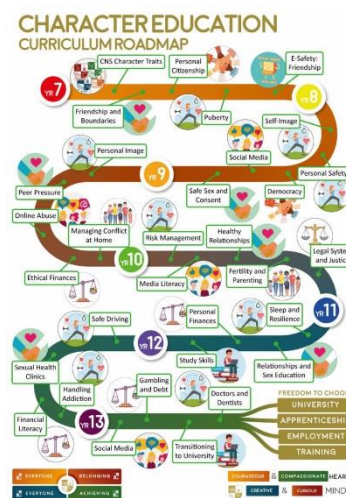 CHARACTER EDUCATION
CURRICULUM ROADMAP
CNS Character Traits
Personal
Citizenship
E-Safety:
Friendship
YR 7
YR 8
Friendship and
Boundaries
Puberty
Self-Image
Personal Image
Social Media
Personal Safety
YR 9
Peer Pressure
Safe Sex and
Consent
Democracy
Online Abuse
Managing Conflict
at Home
Risk Management
Healthy
Relationships
Legal System
and Justice
YR 10
Ethical Finances
Media Literacy
Fertility and
Parenting
YR 11
Safe Driving
Personal
Finances
Sleep and
Resilience
YR 12
Sexual Health
Clinics
Study Skills
Relationships and
Sex Education
Handling
Addiction
Gambling
and Debt
Doctors and
Dentists
FREEDOM TO CHOOS
UNIVERSITY
YR 13
Financial
Literacy
APPRENTICESHIP
EMPLOYMENT
Social Media
Transitioning
to University
TRAINING
EVERYONE BELONGING
COURAGEOUS & COMPASSIONATE HEAR
EVERYONE ACHIEVING
CREATIVE & CURIOUS MIND